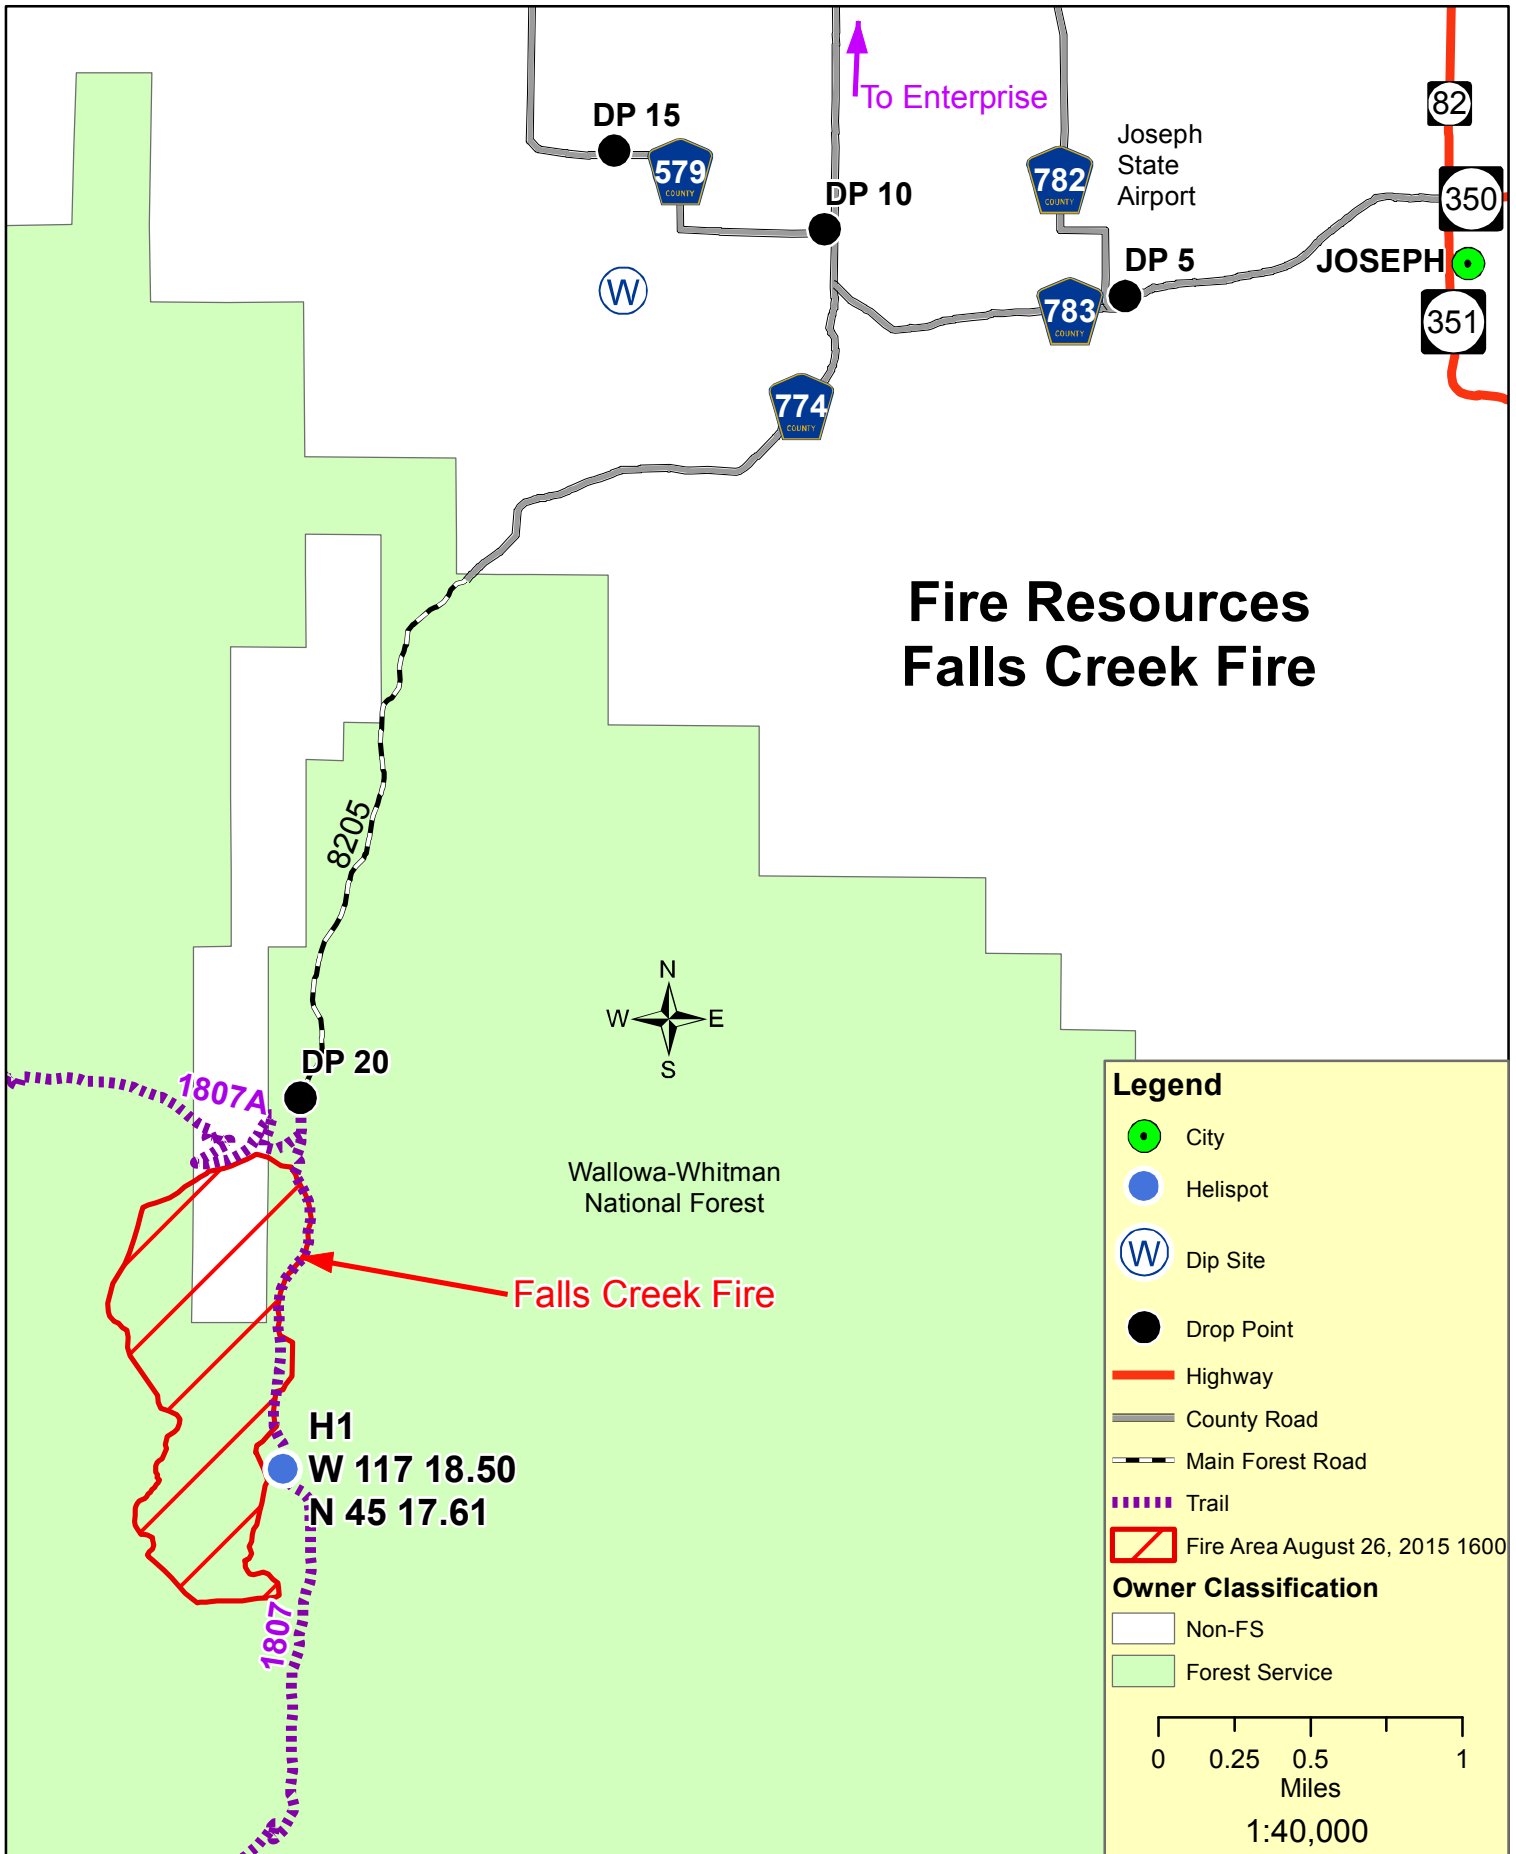 To Enterprise
82
DP 15
Joseph
State
Airport
579
COUNTY
782
COUNTY
DP 10
350
DP 5
JOSEPH
W
783
COUNTY
351
774
COUNTY
Fire Resources
Falls Creek Fire
8205
N
W
E
S
DP 20
1807A
Wallowa-Whitman
National Forest
Falls Creek Fire
H1
W 117 18.50
N 45 17.61
1807
Legend
City
Helispot
W
Dip Site
Drop Point
Highway
County Road
Main Forest Road
Trail
Fire Area August 26, 2015 1600
Owner Classification
Non-FS
Forest Service
0 0.25 0.5 1
Miles
1:40,000